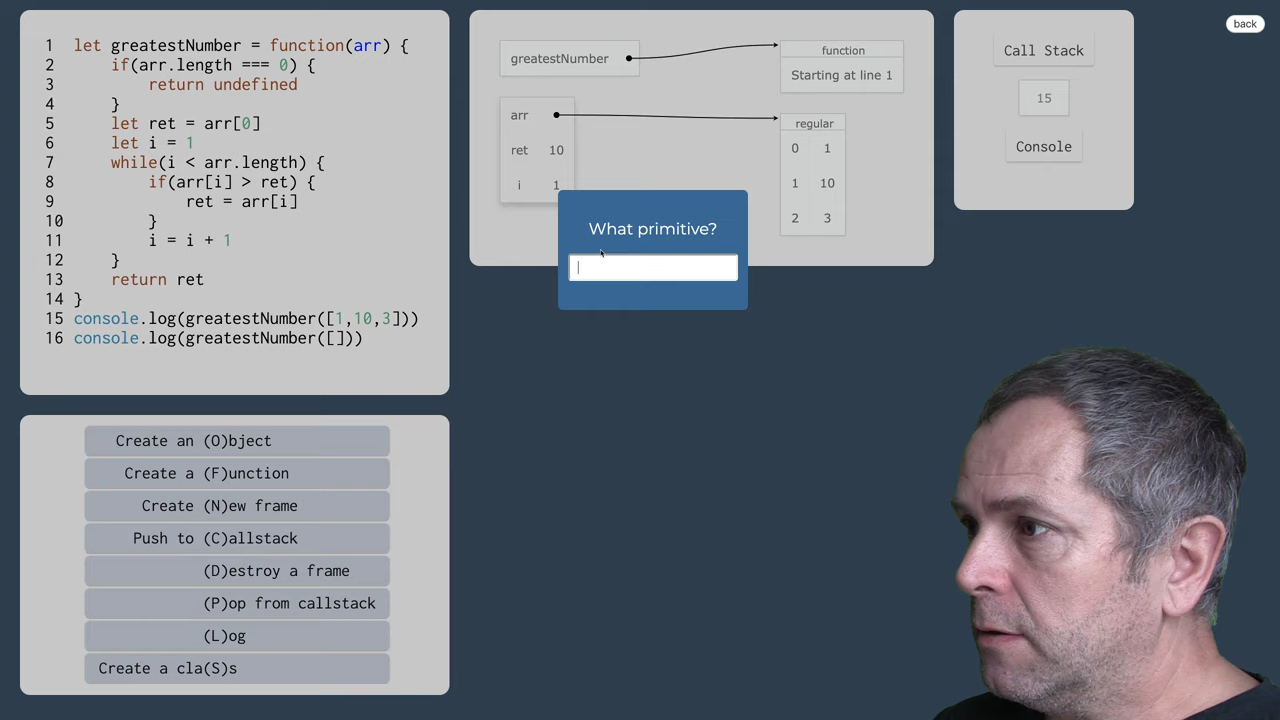 1 let greatestNumber = function(arr) {
2 if(arr.length === 0) {
3 return undefined
4 }
5 let ret = arr[0]
6 let i = 1
7 while(i < arr.length) {
8 if(arr[i] > ret) {
9 ret = arr[i]
10 }
11 i = i + 1
12 }
13 return ret
14 }
15 console.log(greatestNumber([1,10,3]))
16 console.log(greatestNumber([]))
Create an (O)bject
Create a (F)unction
Create (N)ew frame
Push to (C)allstack
(D)estroy a frame
(P)op from callstack
(L)og
Create a cla(S)s
greatestNumber
function
Starting at line 1
arr
ret 10
i 1
regular
0 1
1 10
2 3
What primitive?
Call Stack
15
Console
back